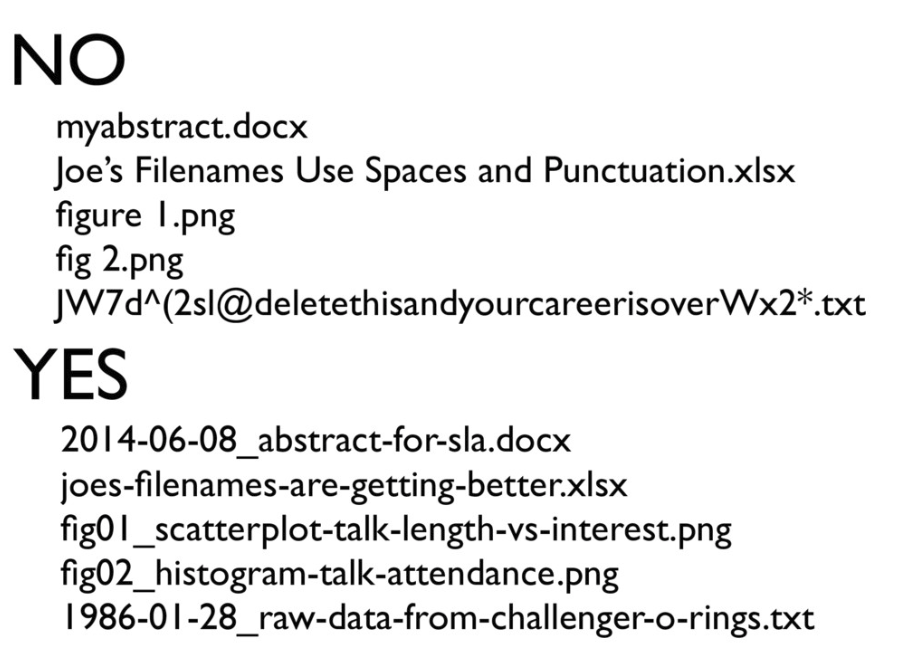 NO
myabstract.docx
Joe’s Filenames Use Spaces and Punctuation.xlsx
figure 1.png
fig 2.png
JW7d^(2sl@deletethisandyourcareerisoverWx2*.txt
YES
2014-06-08_abstract-for-sla.docx
joes-filenames-are-getting-better.xlsx
fig01_scatterplot-talk-length-vs-interest.png
fig02_histogram-talk-attendance.png
1986-01-28_raw-data-from-challenger-o-rings.txt